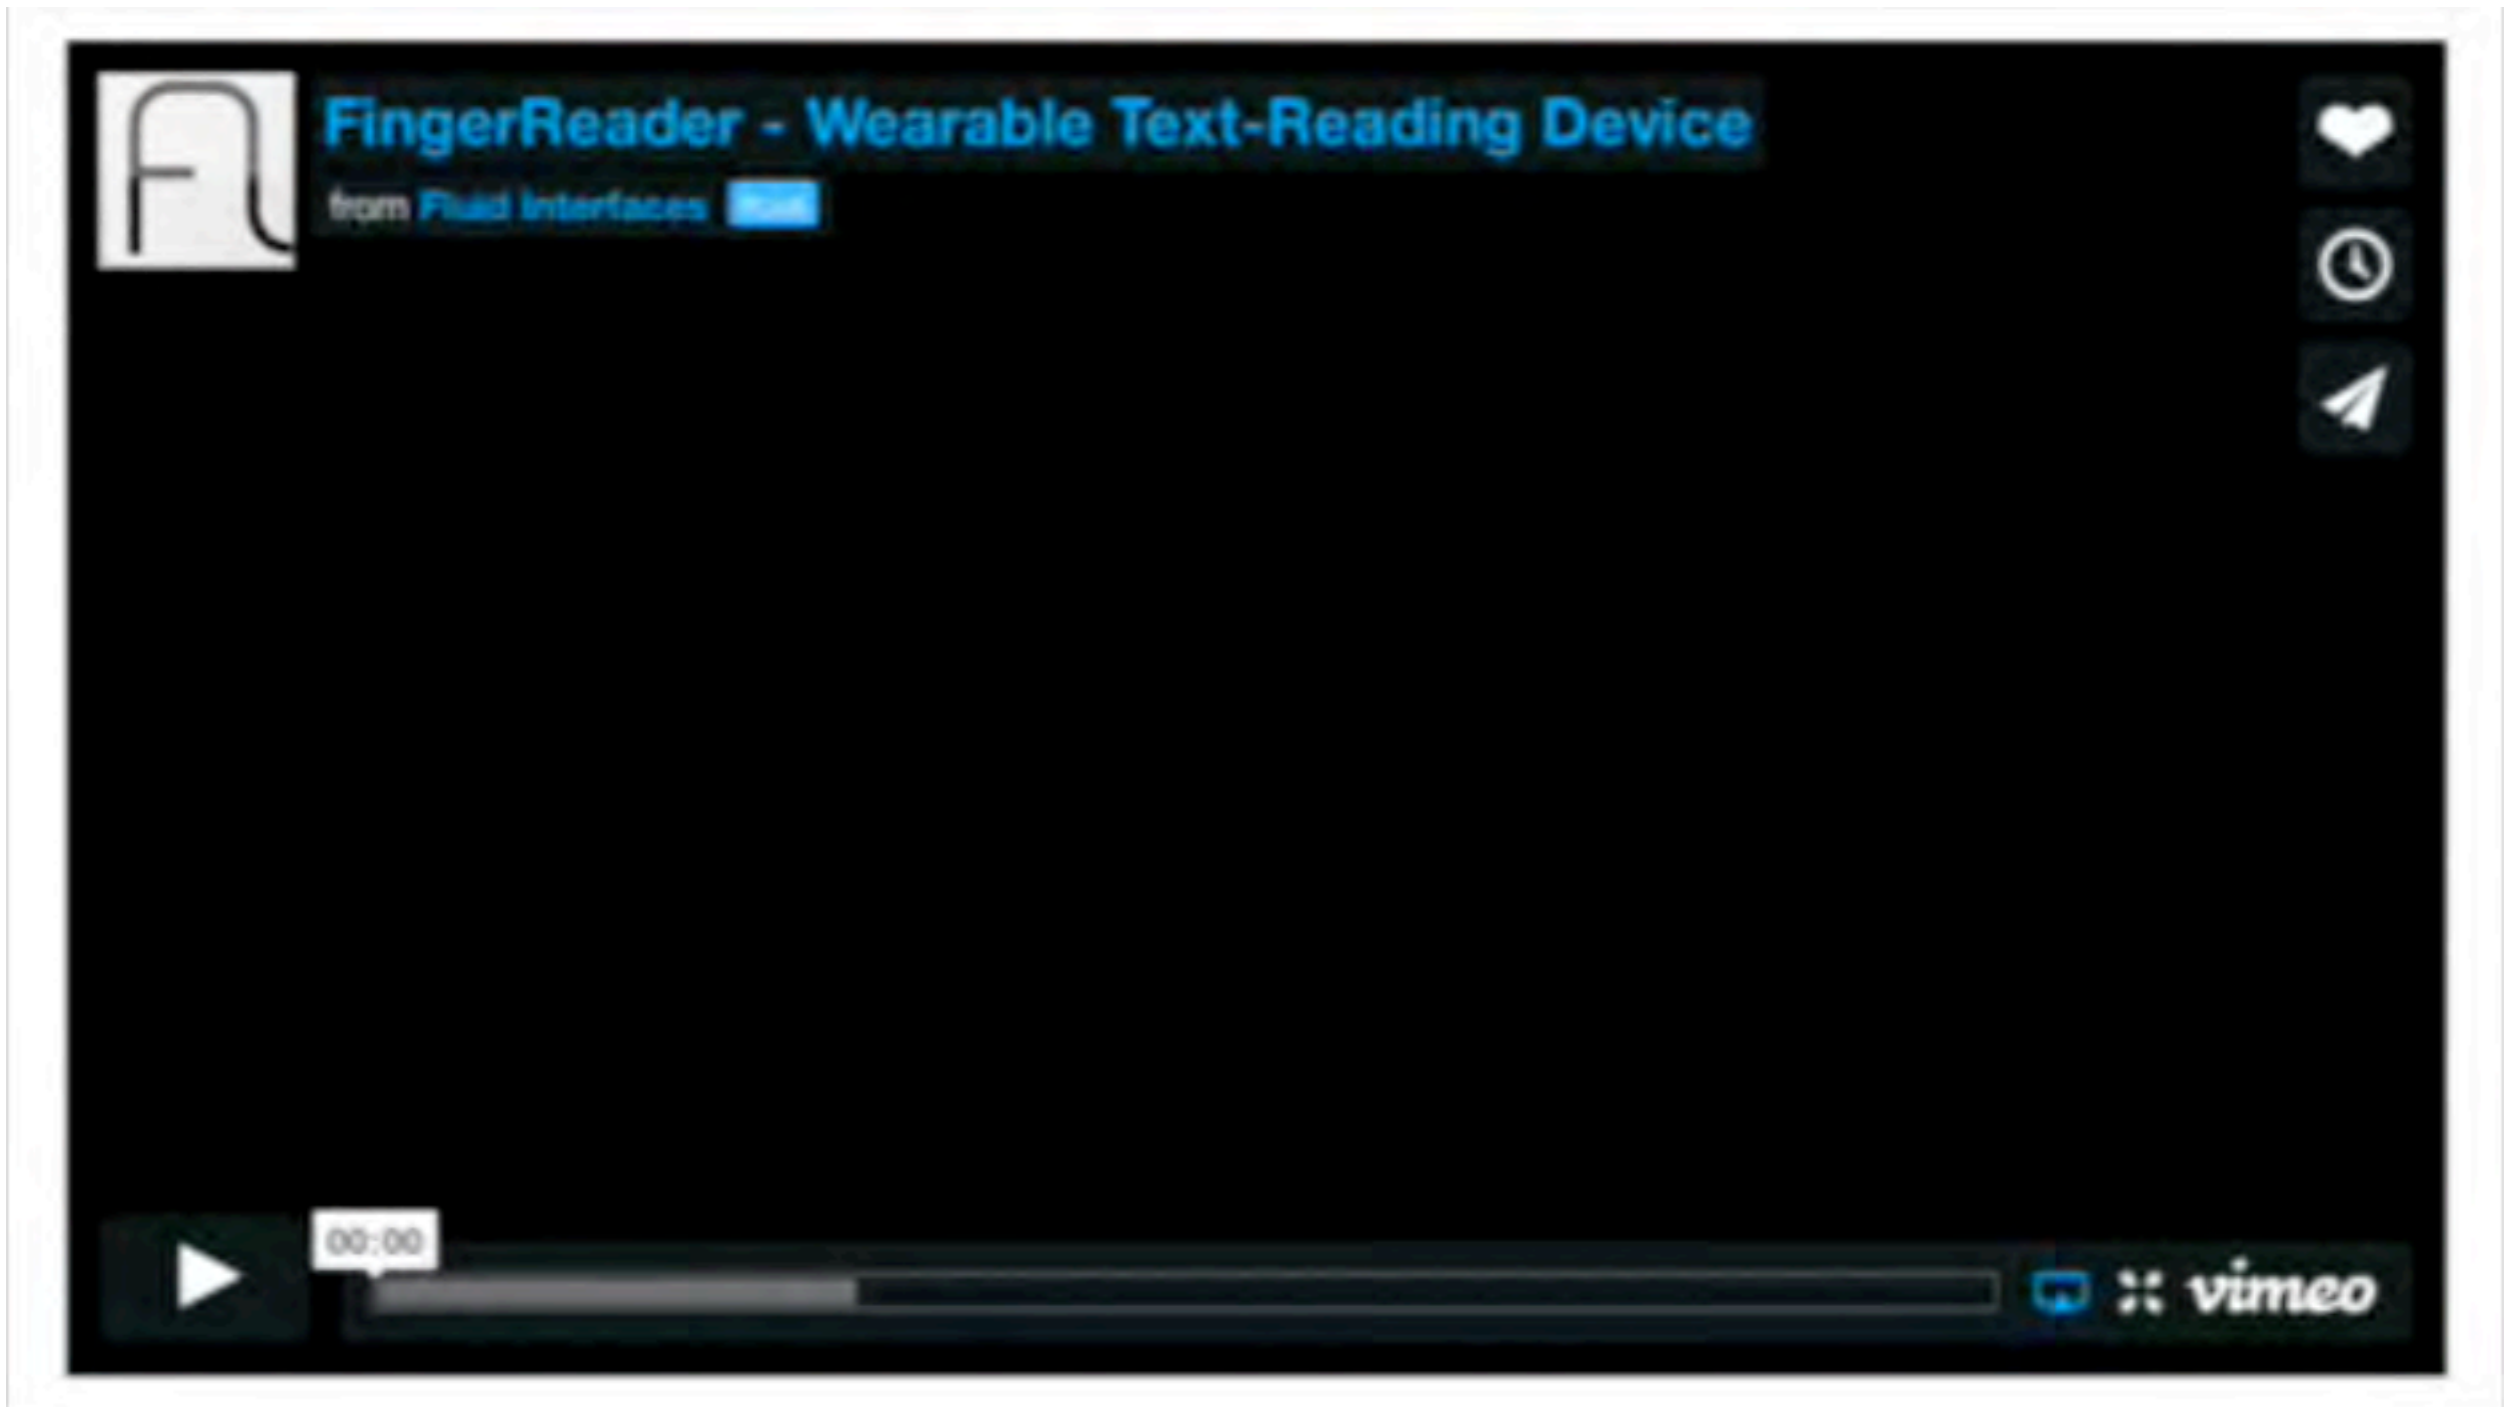 FingerReader - Wearable Text-Reading Device
from Fluid Interfaces
00:00
vimeo